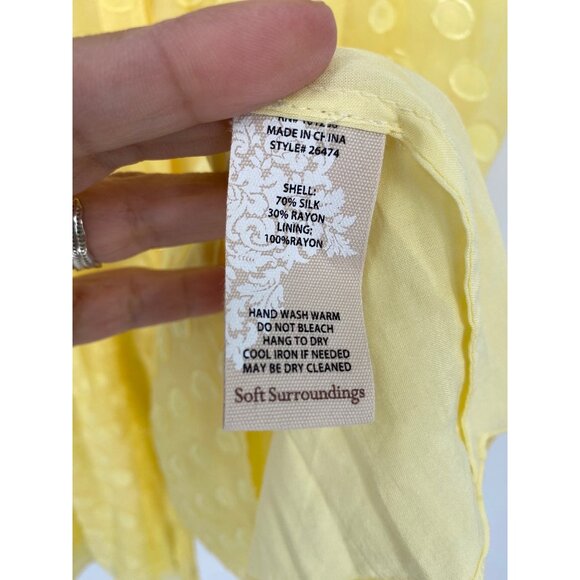 MADE IN CHINA
STYLE# 26474
SHELL:
70% SILK
30% RAYON
LINING:
100%RAYON
HAND WASH WARM
DO NOT BLEACH
HANG TO DRY
COOL IRON IF NEEDED
MAY BE DRY CLEANED
Soft Surroundings